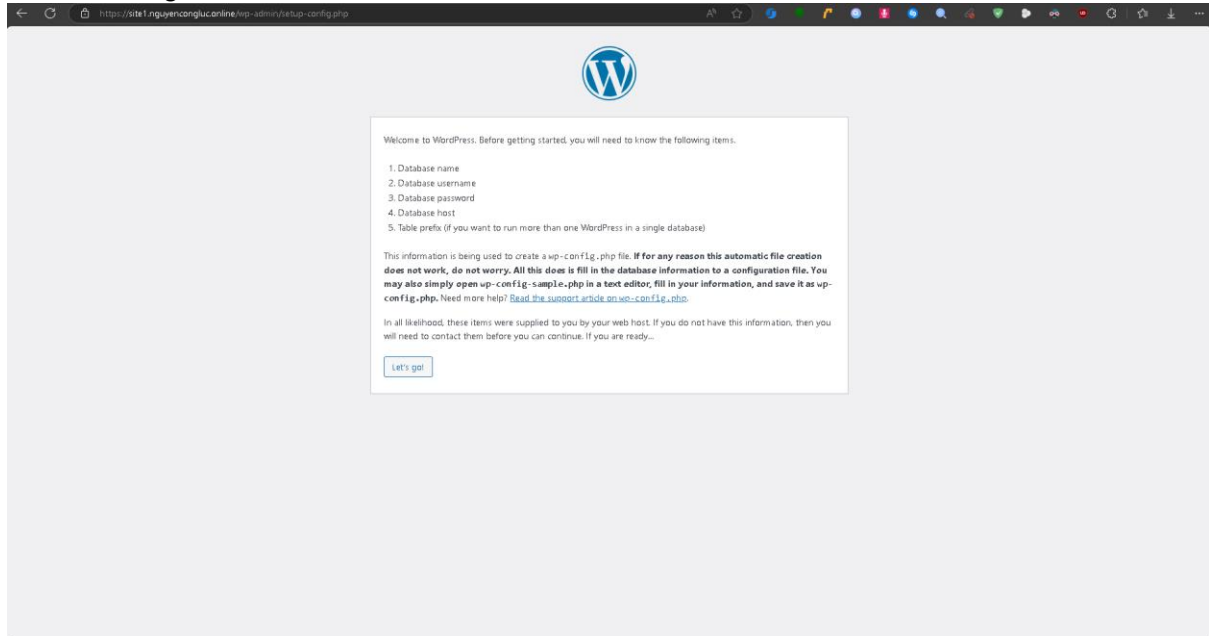 https://site1.nguyencongluc.online/wp-admin/setup-config.php
Welcome to WordPress. Before getting started, you will need to know the following items.
1. Database name
2. Database username
3. Database password
4. Database host
5. Table prefix (if you want to run more than one WordPress in a single database)
This information is being used to create a wp-config.php file. If for any reason this automatic file creation
does not work, do not worry. All this does is fill in the database information to a configuration file. You
may also simply open wp-config-sample.php in a text editor, fill in your information, and save it as wp-
config.php. Need more help? Read the support article on wp-config.php.
In all likelihood, these items were supplied to you by your web host. If you do not have this information, then you
will need to contact them before you can continue. If you are ready...
Let's go!